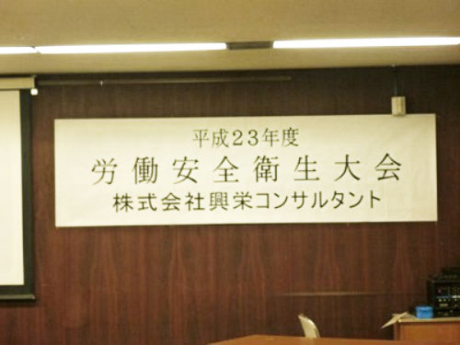 平成23年度
労働安全衛生大会
株式会社興栄コンサルタント